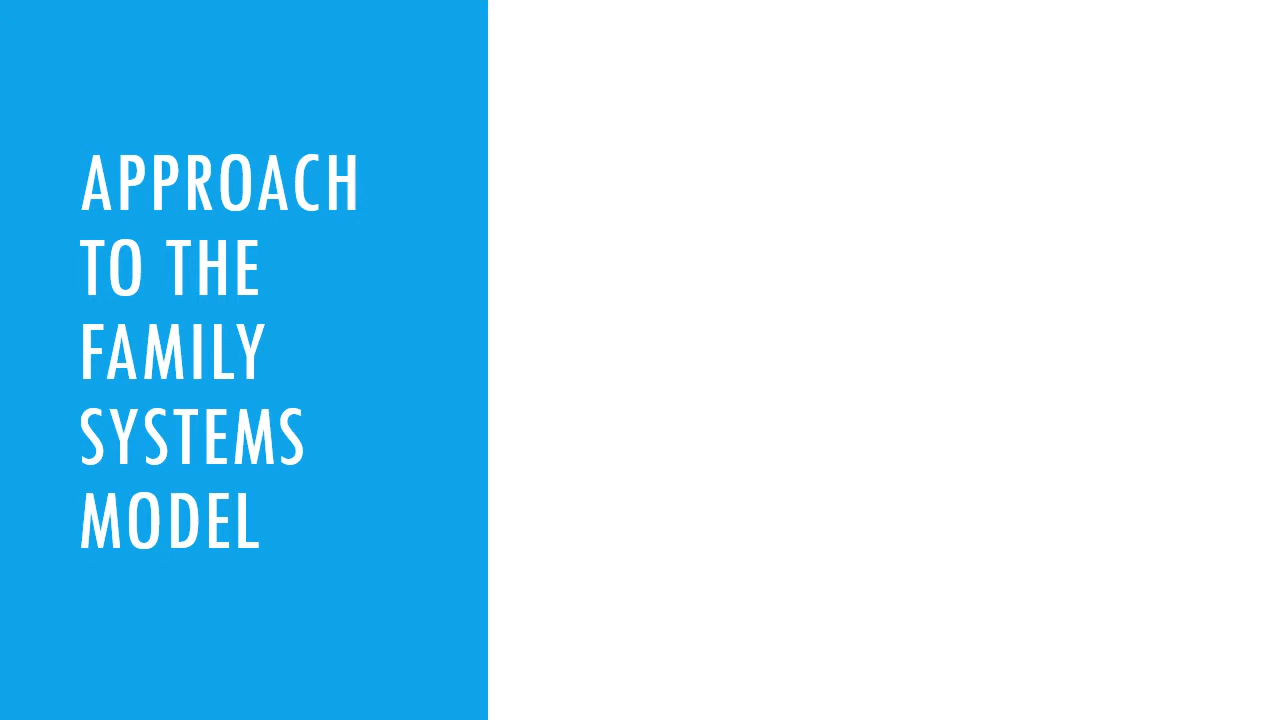 APPROACH
TO THE
FAMILY
SYSTEMS
MODEL